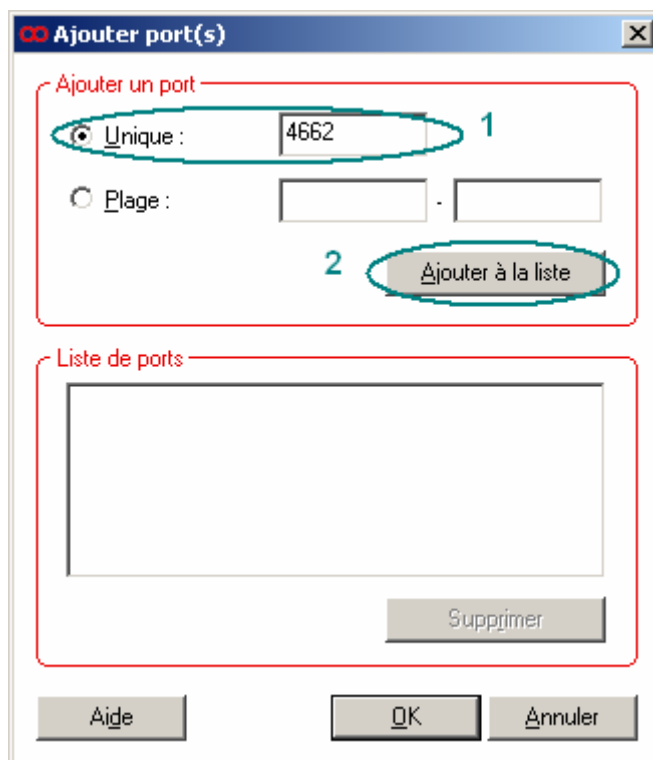 Ajouter port(s)
Ajouter un port
Unique : 4662 1
Plage : -
2 Ajouter à la liste
Liste de ports
Supprimer
Aide OK Annuler